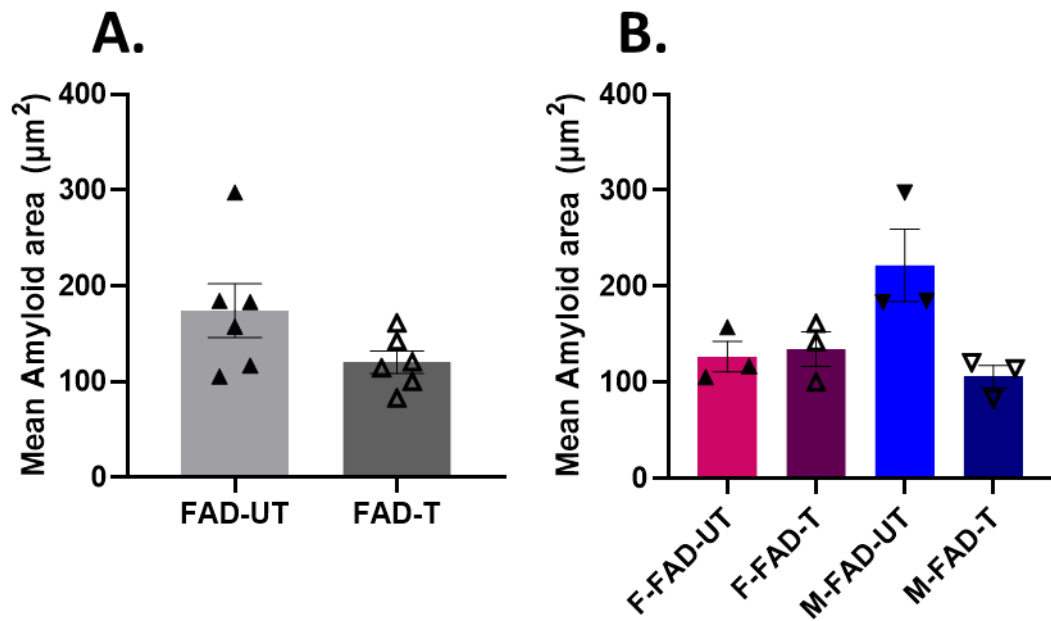 A.
Mean Amyloid area (µm²)
400
300
200
100
0
FAD-UT
FAD-T
B.
Mean Amyloid area (µm²)
400
300
200
100
0
F-FAD-UT
F-FAD-T
M-FAD-UT
M-FAD-T